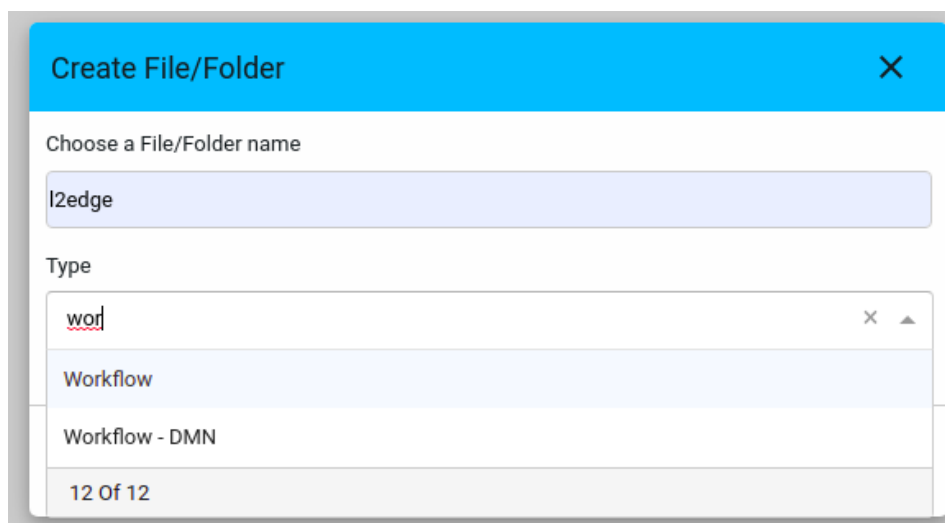 Create File/Folder
Choose a File/Folder name
l2edge
Type
wor
Workflow
Workflow - DMN
12 Of 12